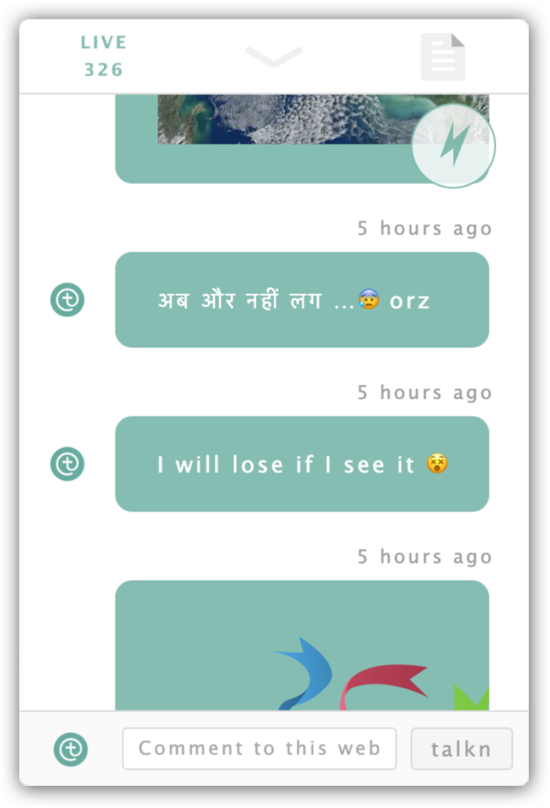 LIVE
326
5 hours ago
अब और नहीं लग ...😰 orz
5 hours ago
I will lose if I see it 😵
5 hours ago
Comment to this web
talkn